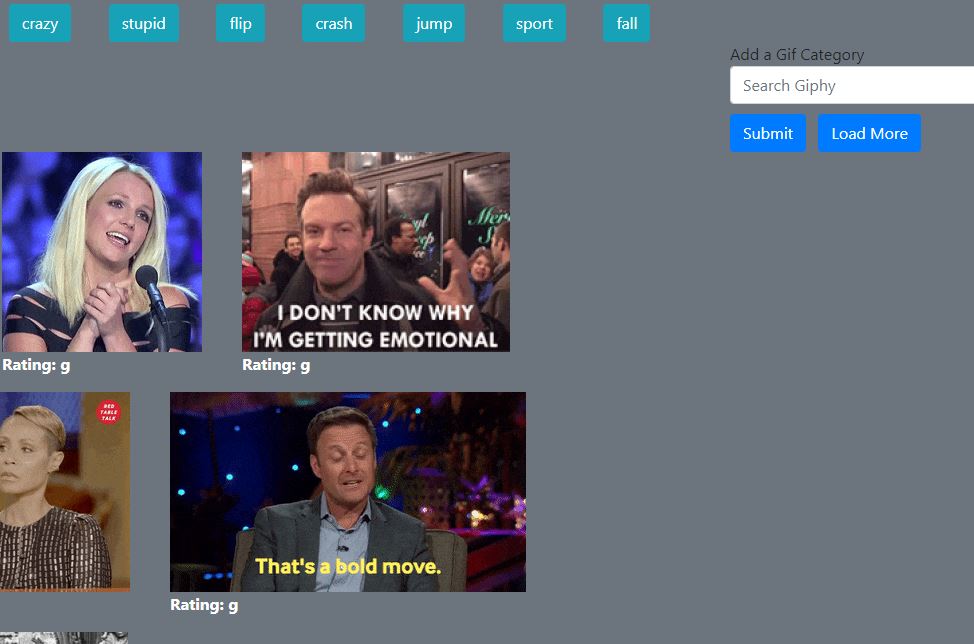 crazy stupid flip crash jump sport fall
Add a Gif Category
Search Giphy
Submit Load More
I DON'T KNOW WHY
I'M GETTING EMOTIONAL
Rating: g Rating: g
RED
TABLE
TALK
That's a bold move.
Rating: g